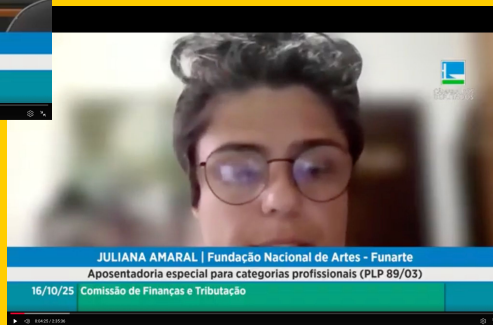 JULIANA AMARAL | Fundação Nacional de Artes - Funarte
Aposentadoria especial para categorias profissionais (PLP 89/03)
16/10/25 Comissão de Finanças e Tributação